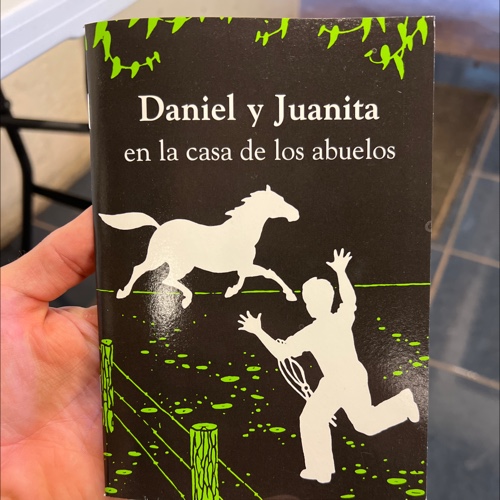 Daniel y Juanita
en la casa de los abuelos